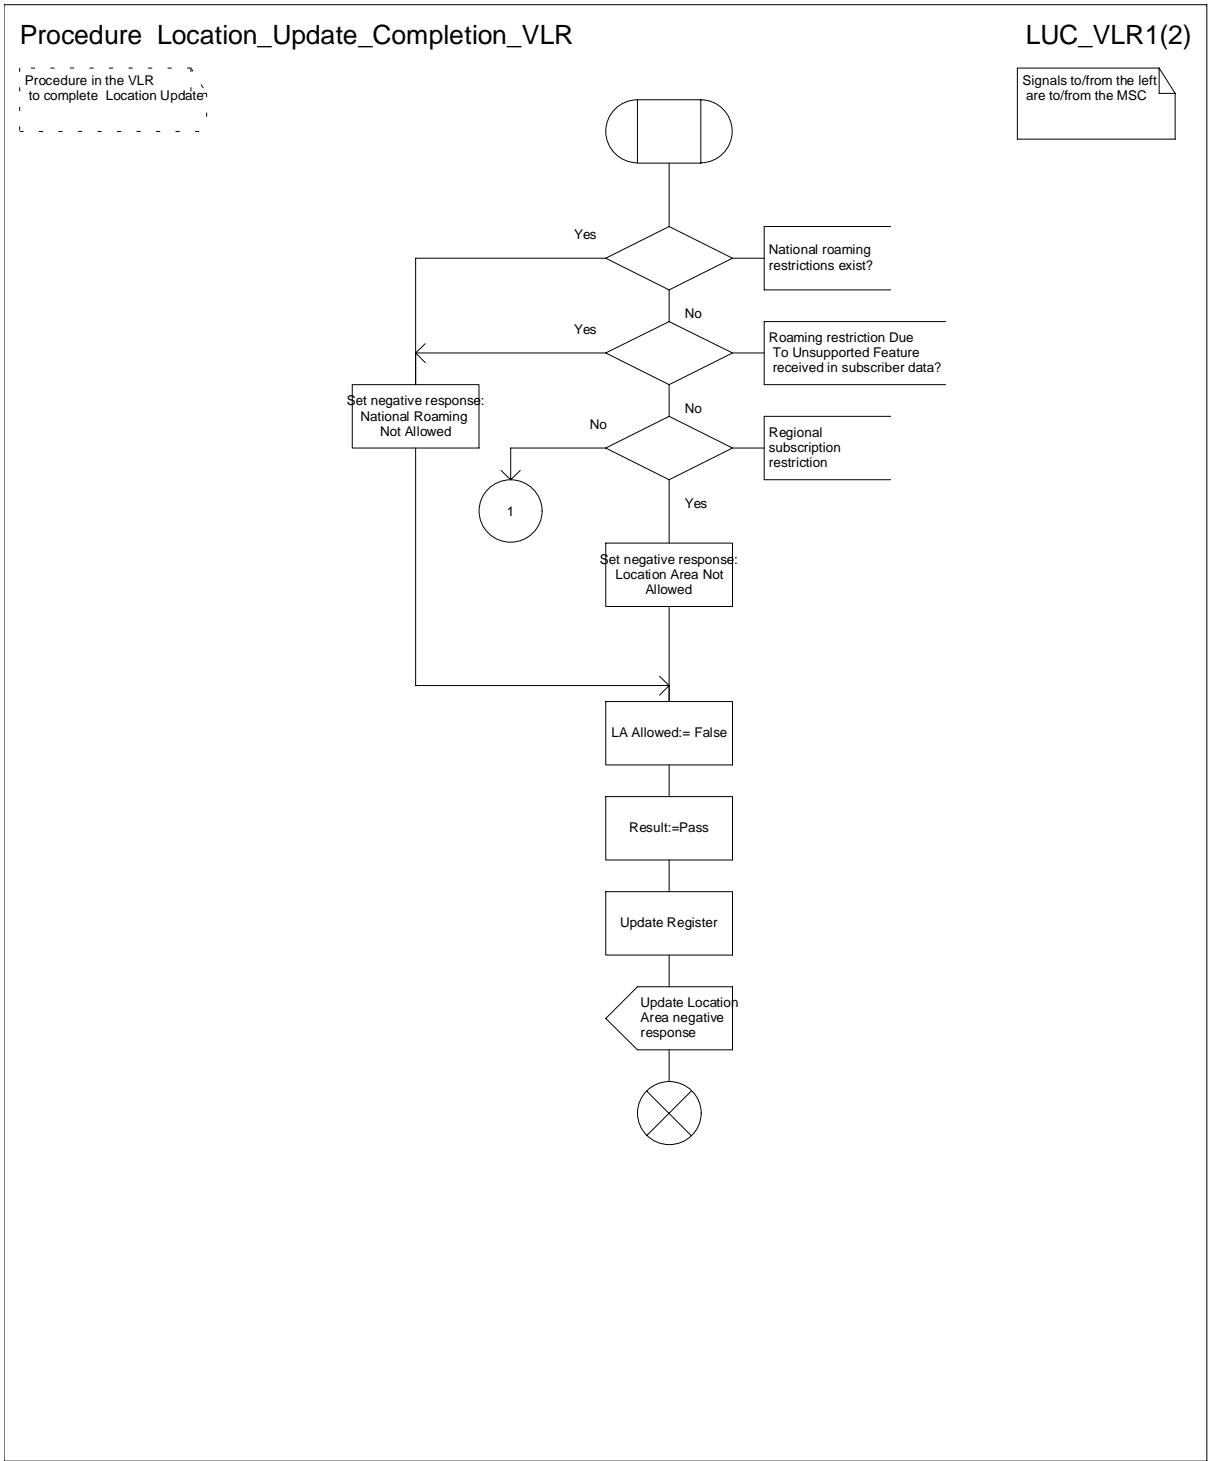 Procedure Location_Update_Completion_VLR
LUC_VLR1(2)
Procedure in the VLR
to complete Location Update
Signals to/from the left
are to/from the MSC
Yes
National roaming
restrictions exist?
No
Yes
Roaming restriction Due
To Unsupported Feature
received in subscriber data?
Set negative response:
National Roaming
Not Allowed
No
No
Regional
subscription
restriction
1
Yes
Set negative response:
Location Area Not
Allowed
LA Allowed:= False
Result:=Pass
Update Register
Update Location
Area negative
response